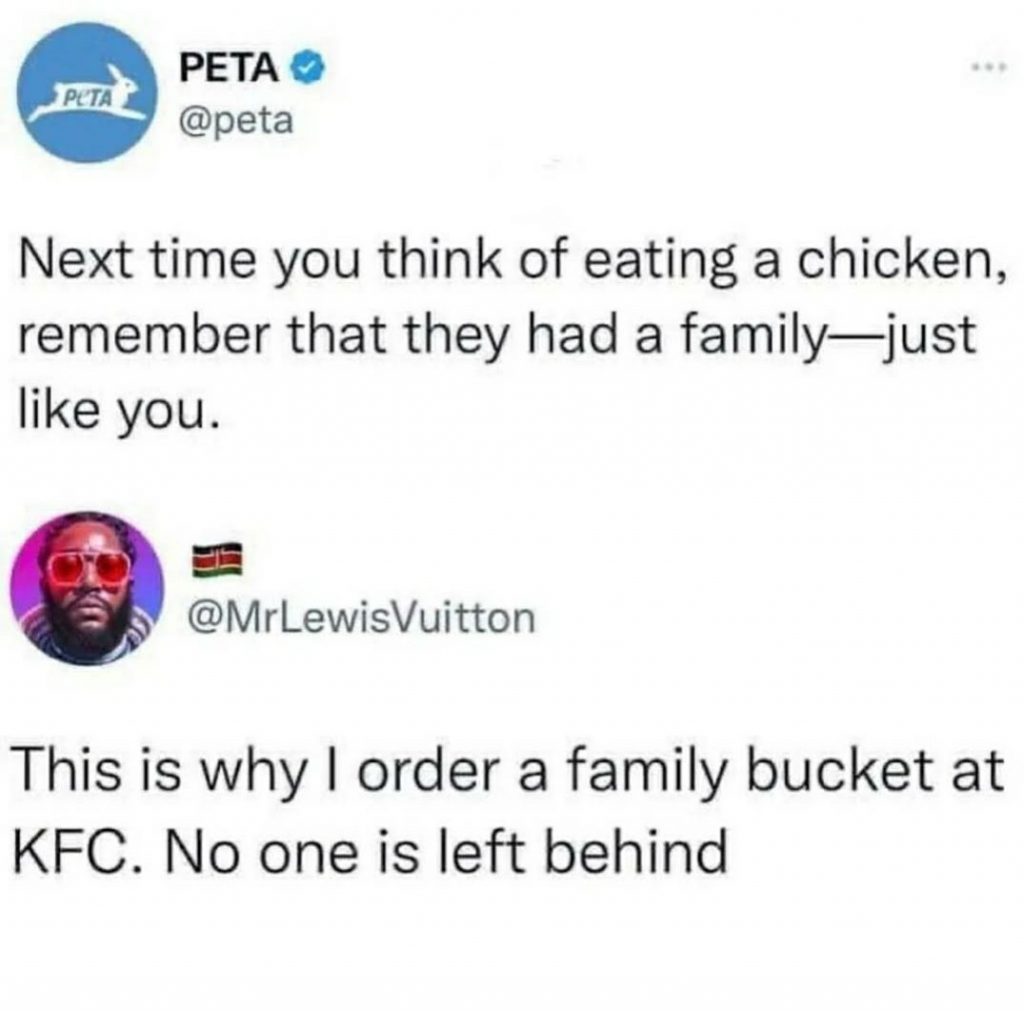 PETA
PETA
@peta
Next time you think of eating a chicken,
remember that they had a family—just
like you.
@MrLewisVuitton
This is why I order a family bucket at
KFC. No one is left behind